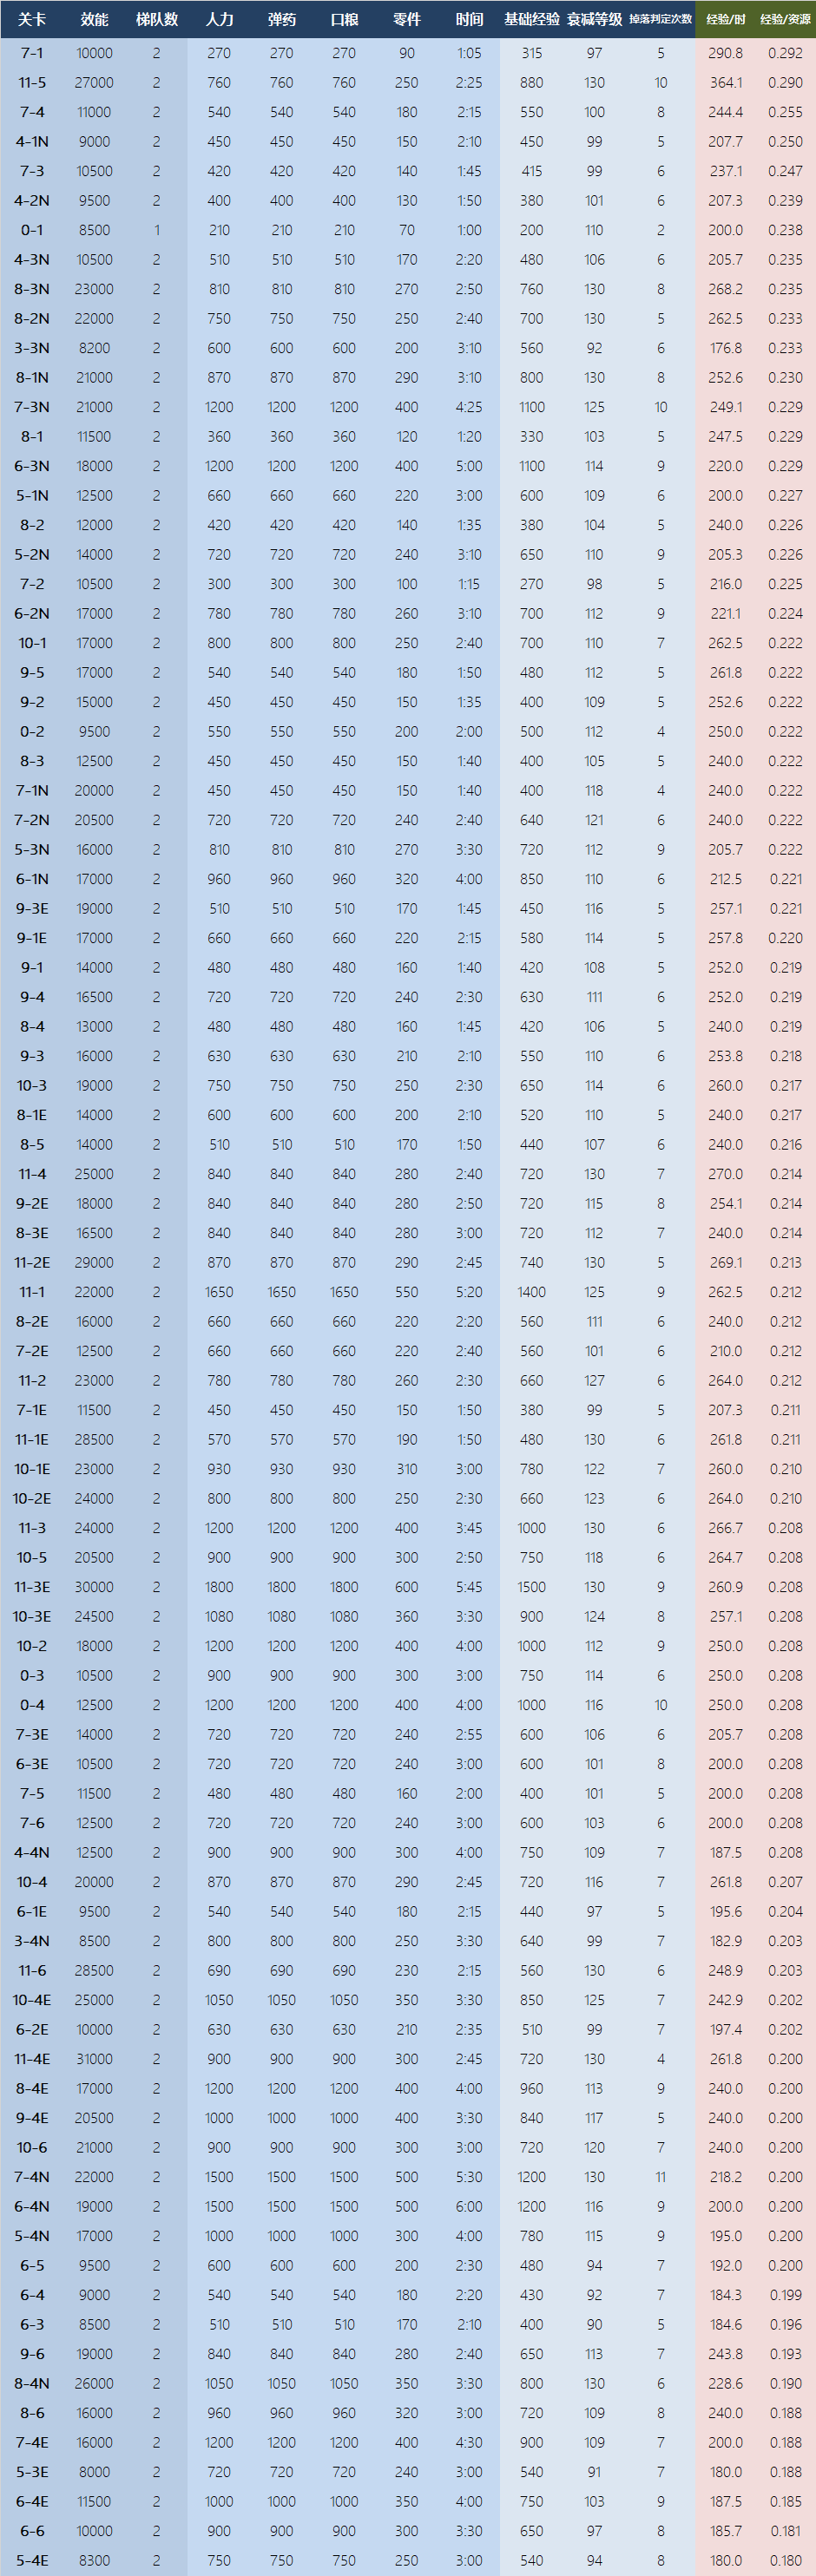 关卡 效能 梯队数 人力 弹药 口粮 零件 时间 基础经验 衰减等级 掉落判定次数 经验/时 经验/资源
7-1 10000 2 270 270 270 90 1:05 315 97 5 290.8 0.292
11-5 27000 2 760 760 760 250 2:25 880 130 10 364.1 0.290
7-4 11000 2 540 540 540 180 2:15 550 100 8 244.4 0.255
4-1N 9000 2 450 450 450 150 2:10 450 99 5 207.7 0.250
7-3 10500 2 420 420 420 140 1:45 415 99 6 237.1 0.247
4-2N 9500 2 400 400 400 130 1:50 380 101 6 207.3 0.239
0-1 8500 1 210 210 210 70 1:00 200 110 2 200.0 0.238
4-3N 10500 2 510 510 510 170 2:20 480 106 6 205.7 0.235
8-3N 23000 2 810 810 810 270 2:50 760 130 8 268.2 0.235
8-2N 22000 2 750 750 750 250 2:40 700 130 5 262.5 0.233
3-3N 8200 2 600 600 600 200 3:10 560 92 6 176.8 0.233
8-1N 21000 2 870 870 870 290 3:10 800 130 8 252.6 0.230
7-3N 21000 2 1200 1200 1200 400 4:25 1100 125 10 249.1 0.229
8-1 11500 2 360 360 360 120 1:20 330 103 5 247.5 0.229
6-3N 18000 2 1200 1200 1200 400 5:00 1100 114 9 220.0 0.229
5-1N 12500 2 660 660 660 220 3:00 600 109 6 200.0 0.227
8-2 12000 2 420 420 420 140 1:35 380 104 5 240.0 0.226
5-2N 14000 2 720 720 720 240 3:10 650 110 9 205.3 0.226
7-2 10500 2 300 300 300 100 1:15 270 98 5 216.0 0.225
6-2N 17000 2 780 780 780 260 3:10 700 112 9 221.1 0.224
10-1 17000 2 800 800 800 250 2:40 700 110 7 262.5 0.222
9-5 17000 2 540 540 540 180 1:50 480 112 5 261.8 0.222
9-2 15000 2 450 450 450 150 1:35 400 109 5 252.6 0.222
0-2 9500 2 550 550 550 200 2:00 500 112 4 250.0 0.222
8-3 12500 2 450 450 450 150 1:40 400 105 5 240.0 0.222
7-1N 20000 2 450 450 450 150 1:40 400 118 4 240.0 0.222
7-2N 20500 2 720 720 720 240 2:40 640 121 6 240.0 0.222
5-3N 16000 2 810 810 810 270 3:30 720 112 9 205.7 0.222
6-1N 17000 2 960 960 960 320 4:00 850 110 6 212.5 0.221
9-3E 19000 2 510 510 510 170 1:45 450 116 5 257.1 0.221
9-1E 17000 2 660 660 660 220 2:15 580 114 5 257.8 0.220
9-1 14000 2 480 480 480 160 1:40 420 108 5 252.0 0.219
9-4 16500 2 720 720 720 240 2:30 630 111 6 252.0 0.219
8-4 13000 2 480 480 480 160 1:45 420 106 5 240.0 0.219
9-3 16000 2 630 630 630 210 2:10 550 110 6 253.8 0.218
10-3 19000 2 750 750 750 250 2:30 650 114 6 260.0 0.217
8-1E 14000 2 600 600 600 200 2:10 520 110 5 240.0 0.217
8-5 14000 2 510 510 510 170 1:50 440 107 6 240.0 0.216
11-4 25000 2 840 840 840 280 2:40 720 130 7 270.0 0.214
9-2E 18000 2 840 840 840 280 2:50 720 115 8 254.1 0.214
8-3E 16500 2 840 840 840 280 3:00 720 112 7 240.0 0.214
11-2E 29000 2 870 870 870 290 2:45 740 130 5 269.1 0.213
11-1 22000 2 1650 1650 1650 550 5:20 1400 125 9 262.5 0.212
8-2E 16000 2 660 660 660 220 2:20 560 111 6 240.0 0.212
7-2E 12500 2 660 660 660 220 2:40 560 101 6 210.0 0.212
11-2 23000 2 780 780 780 260 2:30 660 127 6 264.0 0.212
7-1E 11500 2 450 450 450 150 1:50 380 99 5 207.3 0.211
11-1E 28500 2 570 570 570 190 1:50 480 130 6 261.8 0.211
10-1E 23000 2 930 930 930 310 3:00 780 122 7 260.0 0.210
10-2E 24000 2 800 800 800 250 2:30 660 123 6 264.0 0.210
11-3 24000 2 1200 1200 1200 400 3:45 1000 130 6 266.7 0.208
10-5 20500 2 900 900 900 300 2:50 750 118 6 264.7 0.208
11-3E 30000 2 1800 1800 1800 600 5:45 1500 130 9 260.9 0.208
10-3E 24500 2 1080 1080 1080 360 3:30 900 124 8 257.1 0.208
10-2 18000 2 1200 1200 1200 400 4:00 1000 112 9 250.0 0.208
0-3 10500 2 900 900 900 300 3:00 750 114 6 250.0 0.208
0-4 12500 2 1200 1200 1200 400 4:00 1000 116 10 250.0 0.208
7-3E 14000 2 720 720 720 240 2:55 600 106 6 205.7 0.208
6-3E 10500 2 720 720 720 240 3:00 600 101 8 200.0 0.208
7-5 11500 2 480 480 480 160 2:00 400 101 5 200.0 0.208
7-6 12500 2 720 720 720 240 3:00 600 103 6 200.0 0.208
4-4N 12500 2 900 900 900 300 4:00 750 109 7 187.5 0.208
10-4 20000 2 870 870 870 290 2:45 720 116 7 261.8 0.207
6-1E 9500 2 540 540 540 180 2:15 440 97 5 195.6 0.204
3-4N 8500 2 800 800 800 250 3:30 640 99 7 182.9 0.203
11-6 28500 2 690 690 690 230 2:15 560 130 6 248.9 0.203
10-4E 25000 2 1050 1050 1050 350 3:30 850 125 7 242.9 0.202
6-2E 10000 2 630 630 630 210 2:35 510 99 7 197.4 0.202
11-4E 31000 2 900 900 900 300 2:45 720 130 4 261.8 0.200
8-4E 17000 2 1200 1200 1200 400 4:00 960 113 9 240.0 0.200
9-4E 20500 2 1000 1000 1000 400 3:30 840 117 5 240.0 0.200
10-6 21000 2 900 900 900 300 3:00 720 120 7 240.0 0.200
7-4N 22000 2 1500 1500 1500 500 5:30 1200 130 11 218.2 0.200
6-4N 19000 2 1500 1500 1500 500 6:00 1200 116 9 200.0 0.200
5-4N 17000 2 1000 1000 1000 300 4:00 780 115 9 195.0 0.200
6-5 9500 2 600 600 600 200 2:30 480 94 7 192.0 0.200
6-4 9000 2 540 540 540 180 2:20 430 92 7 184.3 0.199
6-3 8500 2 510 510 510 170 2:10 400 90 5 184.6 0.196
9-6 19000 2 840 840 840 280 2:40 650 113 7 243.8 0.193
8-4N 26000 2 1050 1050 1050 350 3:30 800 130 6 228.6 0.190
8-6 16000 2 960 960 960 320 3:00 720 109 8 240.0 0.188
7-4E 16000 2 1200 1200 1200 400 4:30 900 109 7 200.0 0.188
5-3E 8000 2 720 720 720 240 3:00 540 91 7 180.0 0.188
6-4E 11500 2 1000 1000 1000 350 4:00 750 103 9 187.5 0.185
6-6 10000 2 900 900 900 300 3:30 650 97 8 185.7 0.181
5-4E 8300 2 750 750 750 250 3:00 540 94 8 180.0 0.180